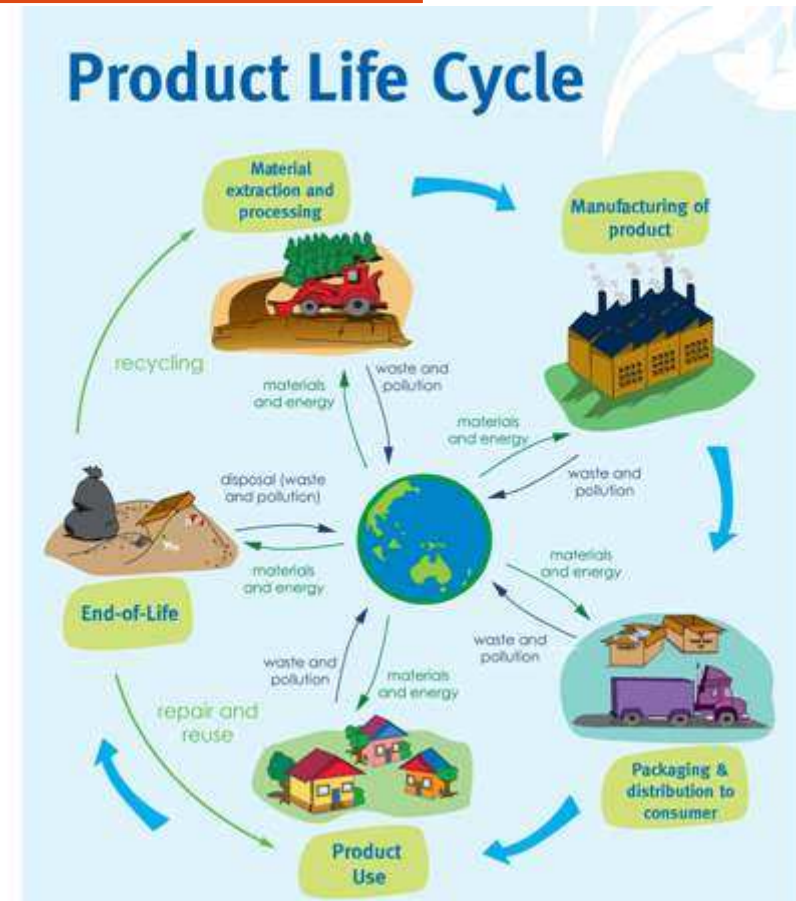 Product Life Cycle
Material
extraction and
processing
Manufacturing of
product
recycling
materials
and energy
waste and
pollution
materials
and energy
waste and
pollution
disposal (waste
and pollution)
materials
and energy
End-of-Life
materials
and energy
waste and
pollution
waste and
pollution
materials
and energy
repair and
reuse
Packaging &
distribution to
consumer
Product
Use